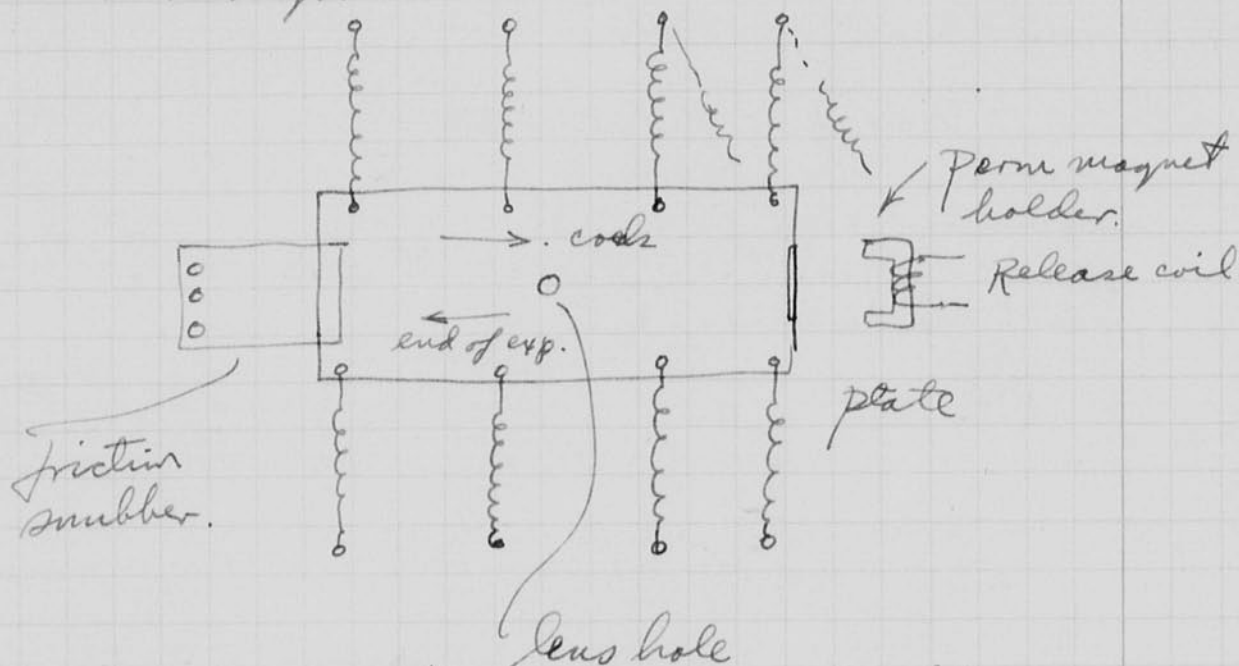 cock
end of exp.
Perm magnet
holder.
Release coil
plate
friction
snubber.
lens hole